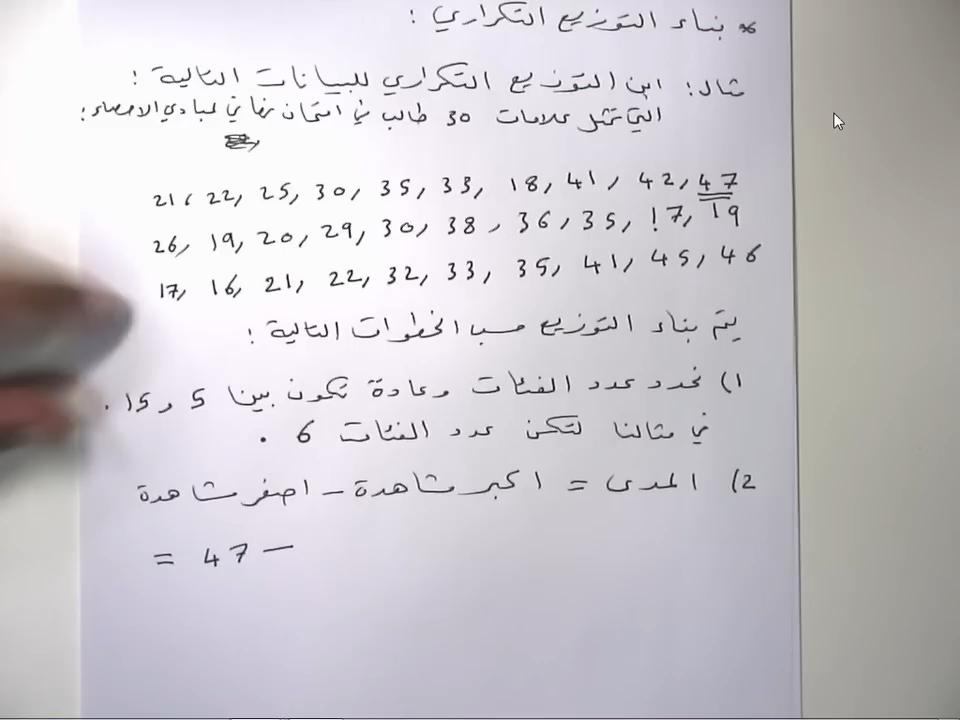 * بناء التوزيع التكراري :
مثال: ابن التوزيع التكراري للبيانات التالية :
التي تمثل علامات 30 طالب في امتحان نهائي لمبادئ الاحصاء :
21, 22, 25, 30, 35, 33, 18, 41, 42, 47
26, 19, 20, 29, 30, 38, 36, 35, 17, 19
17, 16, 21, 22, 32, 33, 35, 41, 45, 46
يتم بناء التوزيع حسب الخطوات التالية :
1) نحدد عدد الفئات وعادة تكون بين 5 و 15 .
في مثالنا لتكن عدد الفئات 6 .
2) المدى = اكبر مشاهدة - اصغر مشاهدة
= 47 -